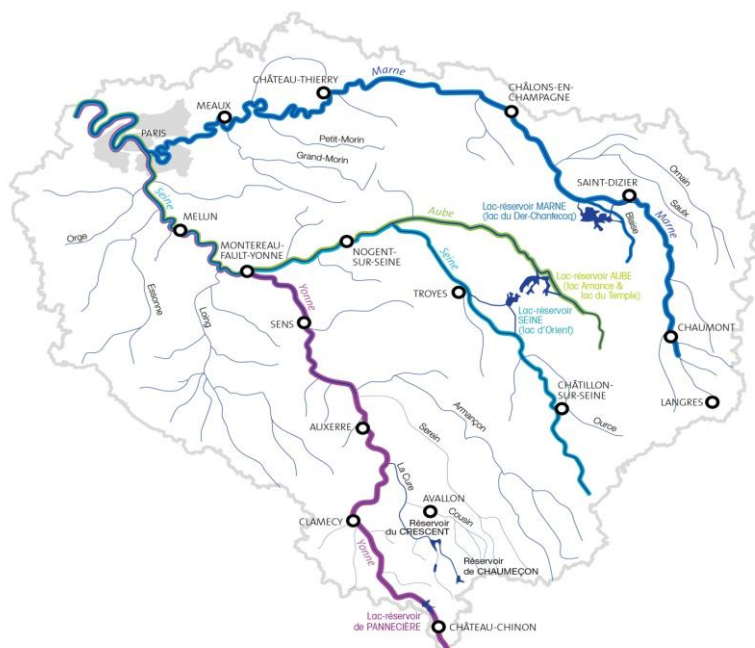 CHÂTEAU-THIERRY
Marne
CHÂLONS-EN-
CHAMPAGNE
MEAUX
PARIS
Petit-Morin
Grand-Morin
SAINT-DIZIER
Ornain
Saulx
Lac-réservoir MARNE
(lac du Der-Chantecoq)
Blaise
Marne
Seine
MELUN
Orge
Aube
MONTEREAU-
FAULT-YONNE
NOGENT-
SUR-SEINE
Seine
Lac-réservoir AUBE
(lac Amance &
lac du Temple)
TROYES
Lac-réservoir
SEINE
(lac d'Orient)
Essonne
Loing
Yonne
SENS
CHAUMONT
CHÂTILLON-
SUR-SEINE
LANGRES
Ource
Armançon
Serein
AUXERRE
La Cure
AVALLON
Cousin
CLAMECY
Réservoir
du CRESCENT
Yonne
Réservoir
de CHAUMEÇON
Lac-réservoir
de PANNECIÈRE
CHÂTEAU-CHINON